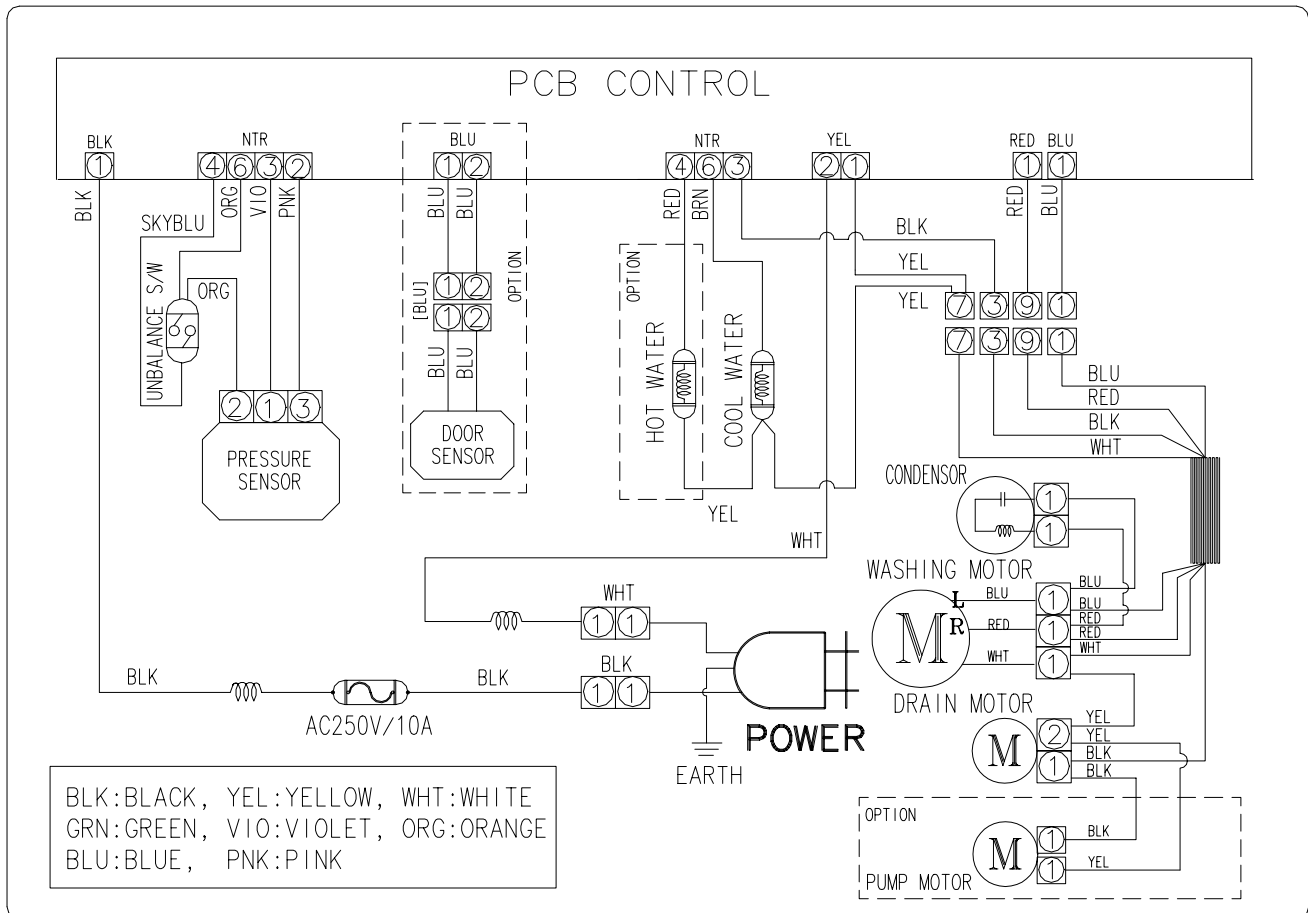 PCB CONTROL
BLK
NTR
BLU
NTR
YEL
RED BLU
1
4 6 3 2
1 2
4 6 3
2 1
1 1
BLK
SKYBLU
ORG
VIO
PNK
BLU
BLU
RED
BRN
RED
BLU
BLK
YEL
YEL
UNBALANCE S/W
ORG
[BLU]
1 2
1 2
OPTION
OPTION
7 3 9 1
7 3 9 1
BLU
BLU
HOT WATER
COOL WATER
2 1 3
PRESSURE
SENSOR
DOOR
SENSOR
BLU
RED
BLK
WHT
YEL
WHT
CONDENSOR
1
1
WASHING MOTOR
M
L
R
BLU
RED
WHT
1
1
1
BLU
BLU
RED
RED
WHT
WHT
1 1
BLK
BLK
AC250V/10A
BLK
1 1
EARTH
POWER
DRAIN MOTOR
M
2
1
YEL
YEL
BLK
BLK
OPTION
M
1
1
BLK
YEL
PUMP MOTOR
BLK:BLACK, YEL:YELLOW, WHT:WHITE
GRN:GREEN, VIO:VIOLET, ORG:ORANGE
BLU:BLUE, PNK:PINK